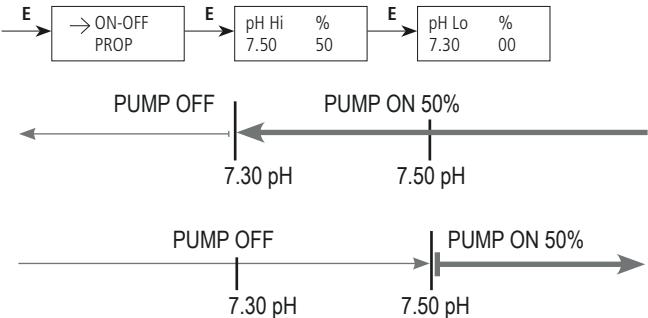 E → ON-OFF E pH Hi % E pH Lo %
PROP 7.50 50 7.30 00
PUMP OFF PUMP ON 50%
7.30 pH 7.50 pH
PUMP OFF PUMP ON 50%
7.30 pH 7.50 pH